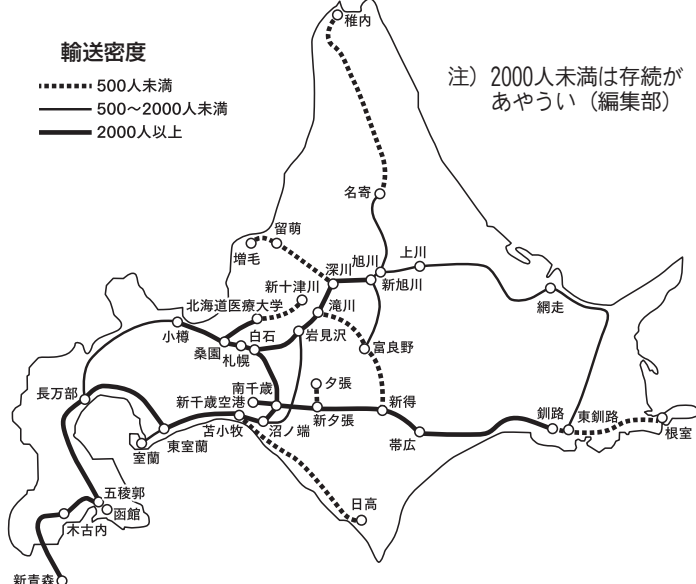 稚内
輸送密度
500人未満
500〜2000人未満
2000人以上
注）2000人未満は存続が
あやうい（編集部）
名寄
留萌
増毛
深川
旭川
上川
新旭川
新十津川
北海道医療大学
滝川
網走
小樽
桑園
札幌
白石
岩見沢
富良野
長万部
南千歳
新千歳空港
夕張
苫小牧
沼ノ端
新夕張
新得
帯広
釧路
東釧路
根室
室蘭
東室蘭
日高
五稜郭
函館
木古内
新青森